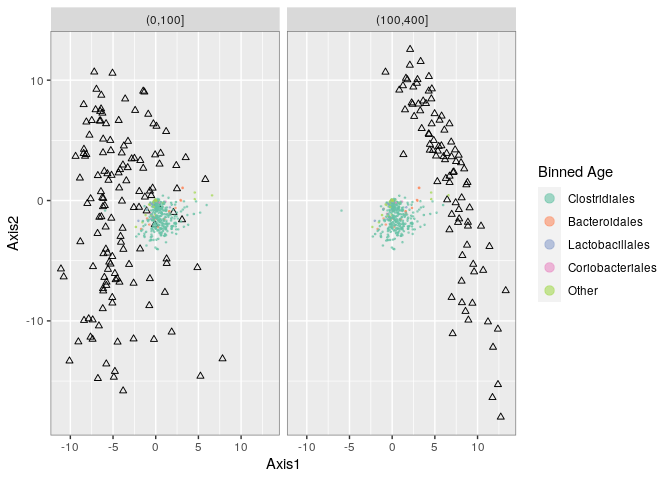 (0,100]
(100,400]
Axis2
10
0
-10
-10
-5
0
5
10
-10
-5
0
5
10
Axis1
Binned Age
Clostridiales
Bacteroidales
Lactobacillales
Coriobacteriales
Other